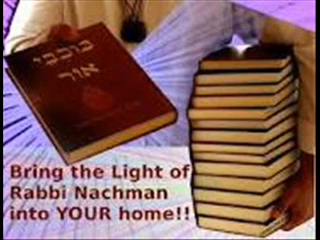 כוכבי
אור
Bring the Light of
Rabbi Nachman
into YOUR home!!